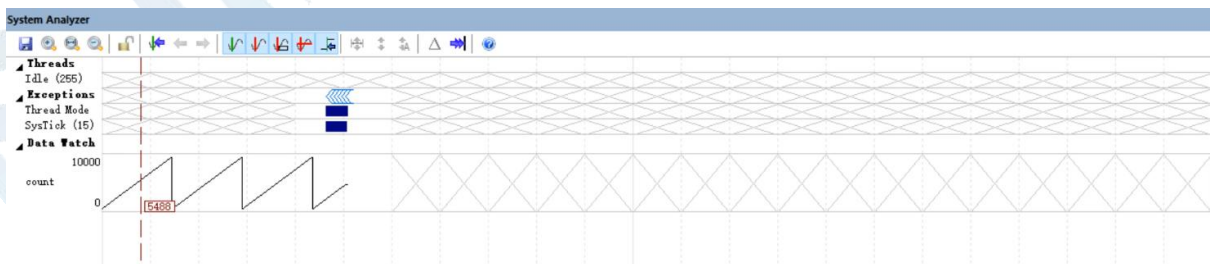 System Analyzer
Threads
Idle (255)
Exceptions
Thread Mode
SysTick (15)
Data Watch
10000
count
0
5488